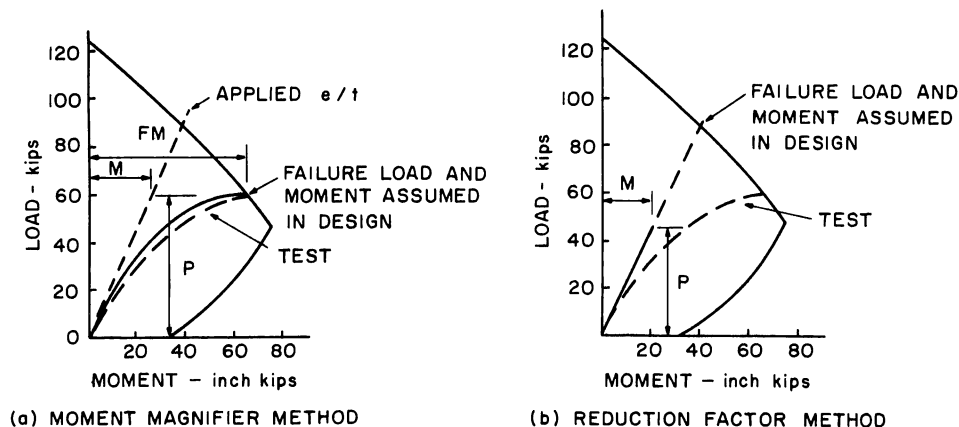 120
100
80
60
40
20
0
LOAD - kips
20 40 60 80
MOMENT - inch kips
APPLIED e/t
FM
M
P
FAILURE LOAD AND
MOMENT ASSUMED
IN DESIGN
TEST
(a) MOMENT MAGNIFIER METHOD
120
100
80
60
40
20
0 20 40 60 80
LOAD - kips
MOMENT - inch kips
FAILURE LOAD AND
MOMENT ASSUMED
IN DESIGN
M
TEST
P
(b) REDUCTION FACTOR METHOD